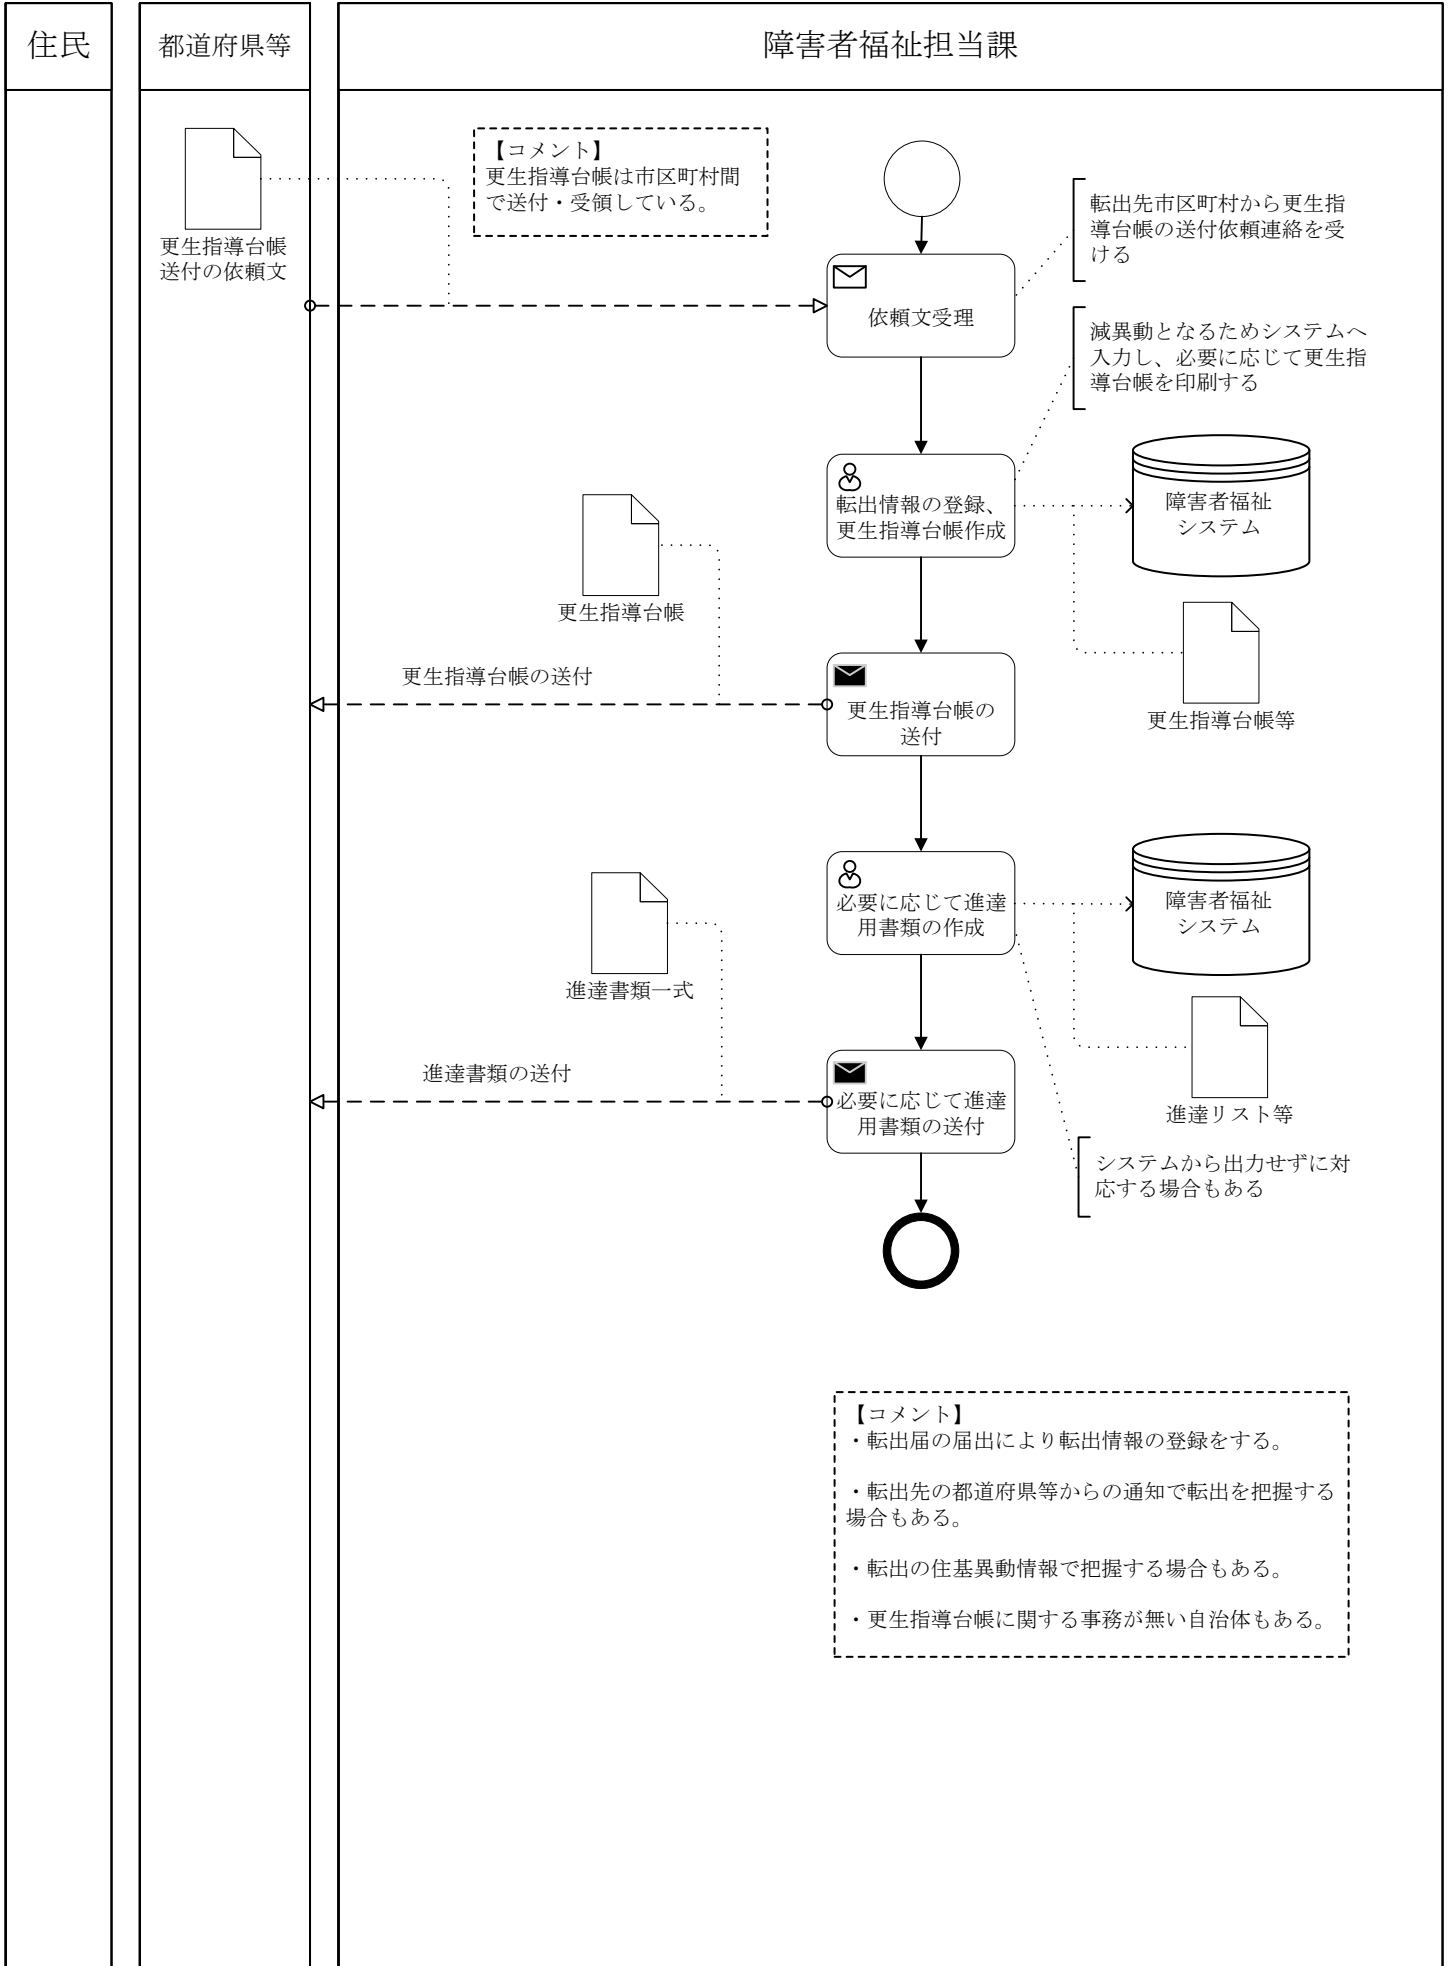 住民
都道府県等
障害者福祉担当課
【コメント】
更生指導台帳は市区町村間
で送付・受領している。
更生指導台帳
送付の依頼文
転出先市区町村から更生指
導台帳の送付依頼連絡を受
ける
依頼文受理
減異動となるためシステムへ
入力し、必要に応じて更生指
導台帳を印刷する
転出情報の登録、
更生指導台帳作成
障害者福祉
システム
更生指導台帳
更生指導台帳等
更生指導台帳の送付
更生指導台帳の
送付
必要に応じて進達
用書類の作成
障害者福祉
システム
進達書類一式
進達リスト等
進達書類の送付
必要に応じて進達
用書類の送付
システムから出力せずに対
応する場合もある
【コメント】
・転出届の届出により転出情報の登録をする。
・転出先の都道府県等からの通知で転出を把握する
場合もある。
・転出の住基異動情報で把握する場合もある。
・更生指導台帳に関する事務が無い自治体もある。